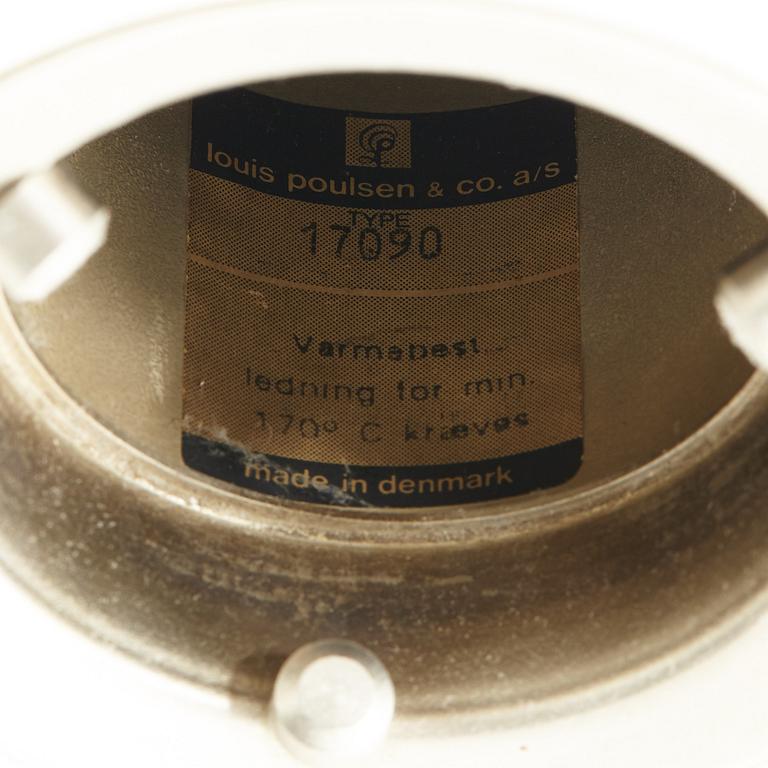 louis poulsen & co. a/s
TYPE
17090
Varmebest.
ledning for min.
170° C kræves
made in denmark